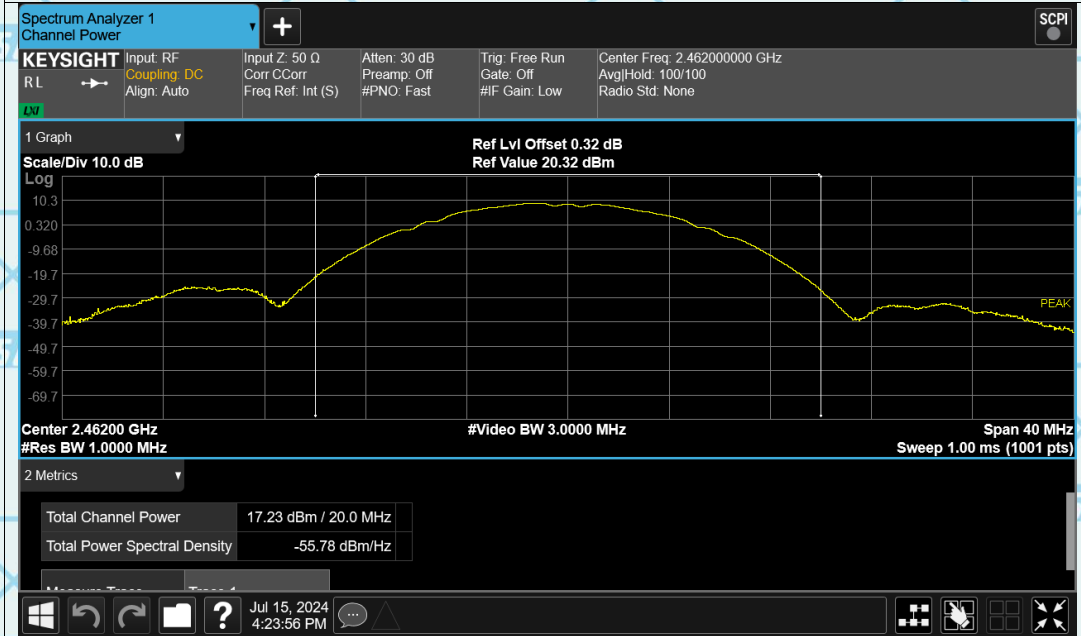 Spectrum Analyzer 1
Channel Power
+
SCPI
KEYSIGHT
R L
LXI
Input: RF
Coupling: DC
Align: Auto
Input Z: 50 Ω
Corr CCorr
Freq Ref: Int (S)
Atten: 30 dB
Preamp: Off
#PNO: Fast
Trig: Free Run
Gate: Off
#IF Gain: Low
Center Freq: 2.462000000 GHz
Avg|Hold: 100/100
Radio Std: None
1 Graph
Scale/Div 10.0 dB
Ref Lvl Offset 0.32 dB
Ref Value 20.32 dBm
Log
10.3
0.320
-9.68
-19.7
-29.7
-39.7
-49.7
-59.7
-69.7
PEAK
Center 2.46200 GHz
#Video BW 3.0000 MHz
Span 40 MHz
#Res BW 1.0000 MHz
Sweep 1.00 ms (1001 pts)
2 Metrics
Total Channel Power 17.23 dBm / 20.0 MHz
Total Power Spectral Density -55.78 dBm/Hz
?
Jul 15, 2024
4:23:56 PM